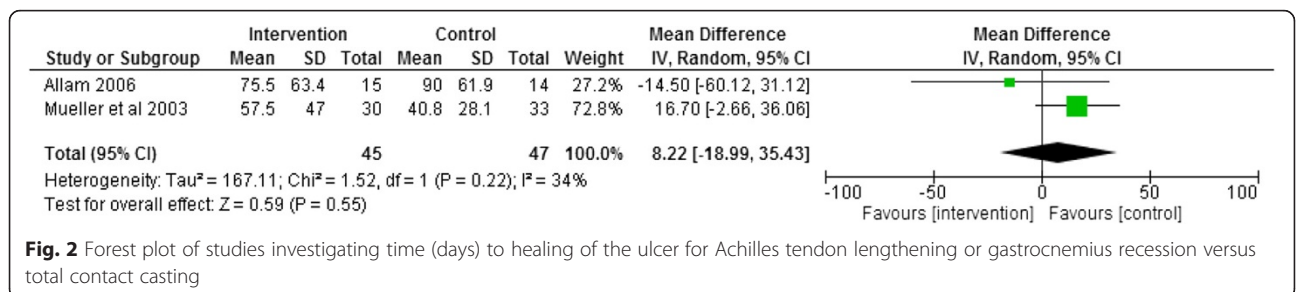 Intervention Control Mean Difference Mean Difference
Study or Subgroup Mean SD Total Mean SD Total Weight IV, Random, 95% CI IV, Random, 95% CI
Allam 2006 75.5 63.4 15 90 61.9 14 27.2% -14.50 [-60.12, 31.12]
Mueller et al 2003 57.5 47 30 40.8 28.1 33 72.8% 16.70 [-2.66, 36.06]
Total (95% CI) 45 47 100.0% 8.22 [-18.99, 35.43]
Heterogeneity: Tau² = 167.11; Chi² = 1.52, df = 1 (P = 0.22); I² = 34%
Test for overall effect: Z = 0.59 (P = 0.55)
-100 -50 0 50 100
Favours [intervention] Favours [control]
Fig. 2 Forest plot of studies investigating time (days) to healing of the ulcer for Achilles tendon lengthening or gastrocnemius recession versus
total contact casting